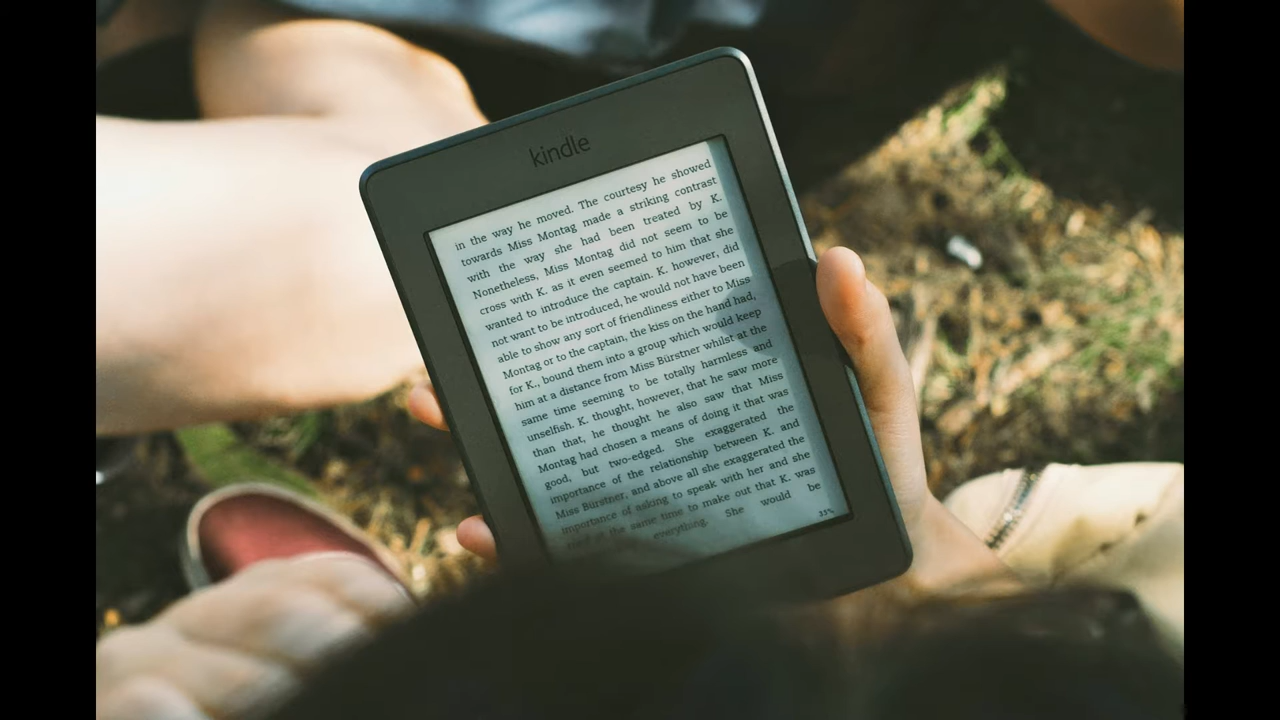 kindle
in the way he moved. The courtesy he showed
towards Miss Montag made a striking contrast
with the way she had been treated by K.
Nonetheless, Miss Montag did not seem to be
cross with K. as it even seemed to him that she
wanted to introduce the captain. K. however, did
not want to be introduced, he would not have been
able to show any sort of friendliness either to Miss
Montag or to the captain, the kiss on the hand had,
for K., bound them into a group which would keep
him at a distance from Miss Bürstner whilst at the
same time seeming to be totally harmless and
unselfish. K. thought, however, that he saw more
than that, he thought he also saw that Miss
Montag had chosen a means of doing it that was
good, but two-edged. She exaggerated the
importance of the relationship between K. and
Miss Bürstner, and above all she exaggerated the
importance of asking to speak with her and she
at the same time to make out that K. was
everything. She would be
33%